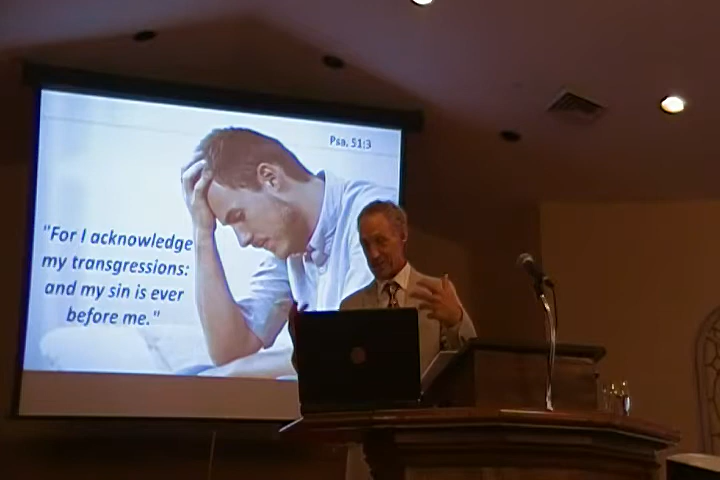 Psa. 51:3
"For I acknowledge
my transgressions:
and my sin is ever
before me."